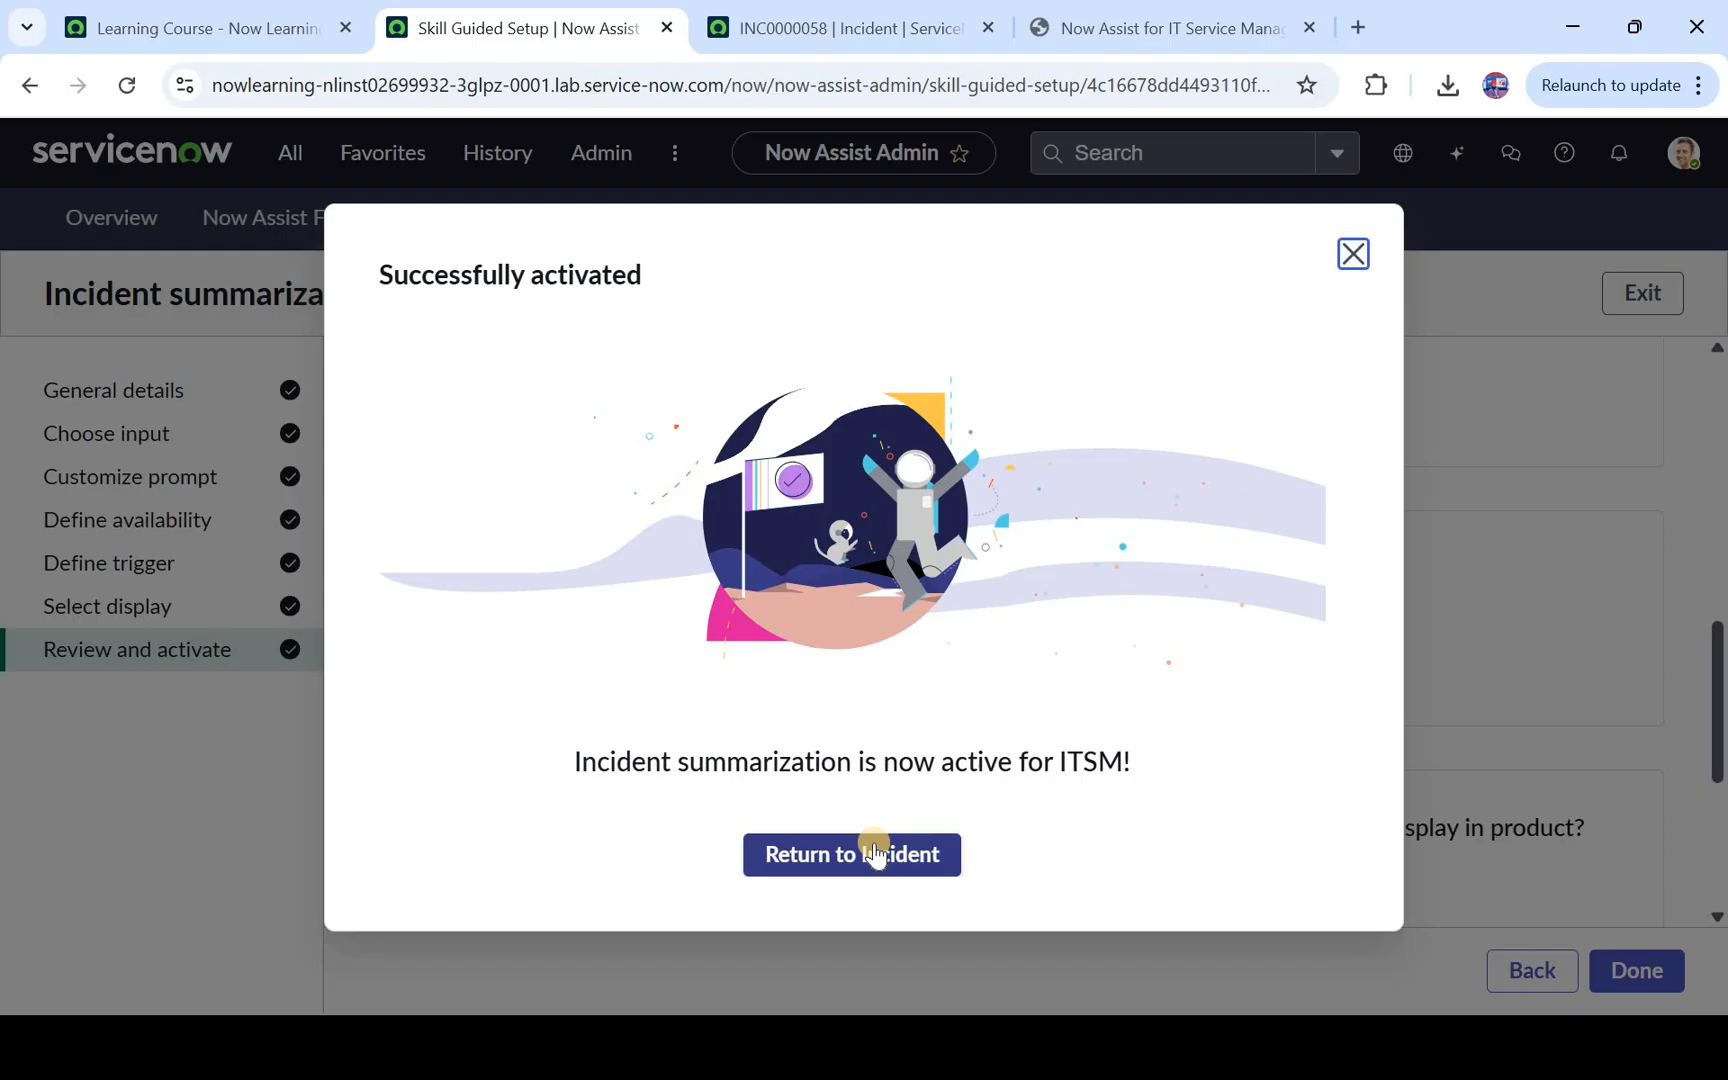 Learning Course - Now Learnin
Skill Guided Setup | Now Assist
INC0000058 | Incident | Service
Now Assist for IT Service Mana
nowlearning-nlinst02699932-3glpz-0001.lab.service-now.com/now/now-assist-admin/skill-guided-setup/4c16678dd4493110f...
Relaunch to update
servicenow
All
Favorites
History
Admin
Now Assist Admin
Search
Overview
Now Assist F
Incident summariza
Exit
General details
Choose input
Customize prompt
Define availability
Define trigger
Select display
Review and activate
Successfully activated
Incident summarization is now active for ITSM!
Return to Incident
splay in product?
Back
Done